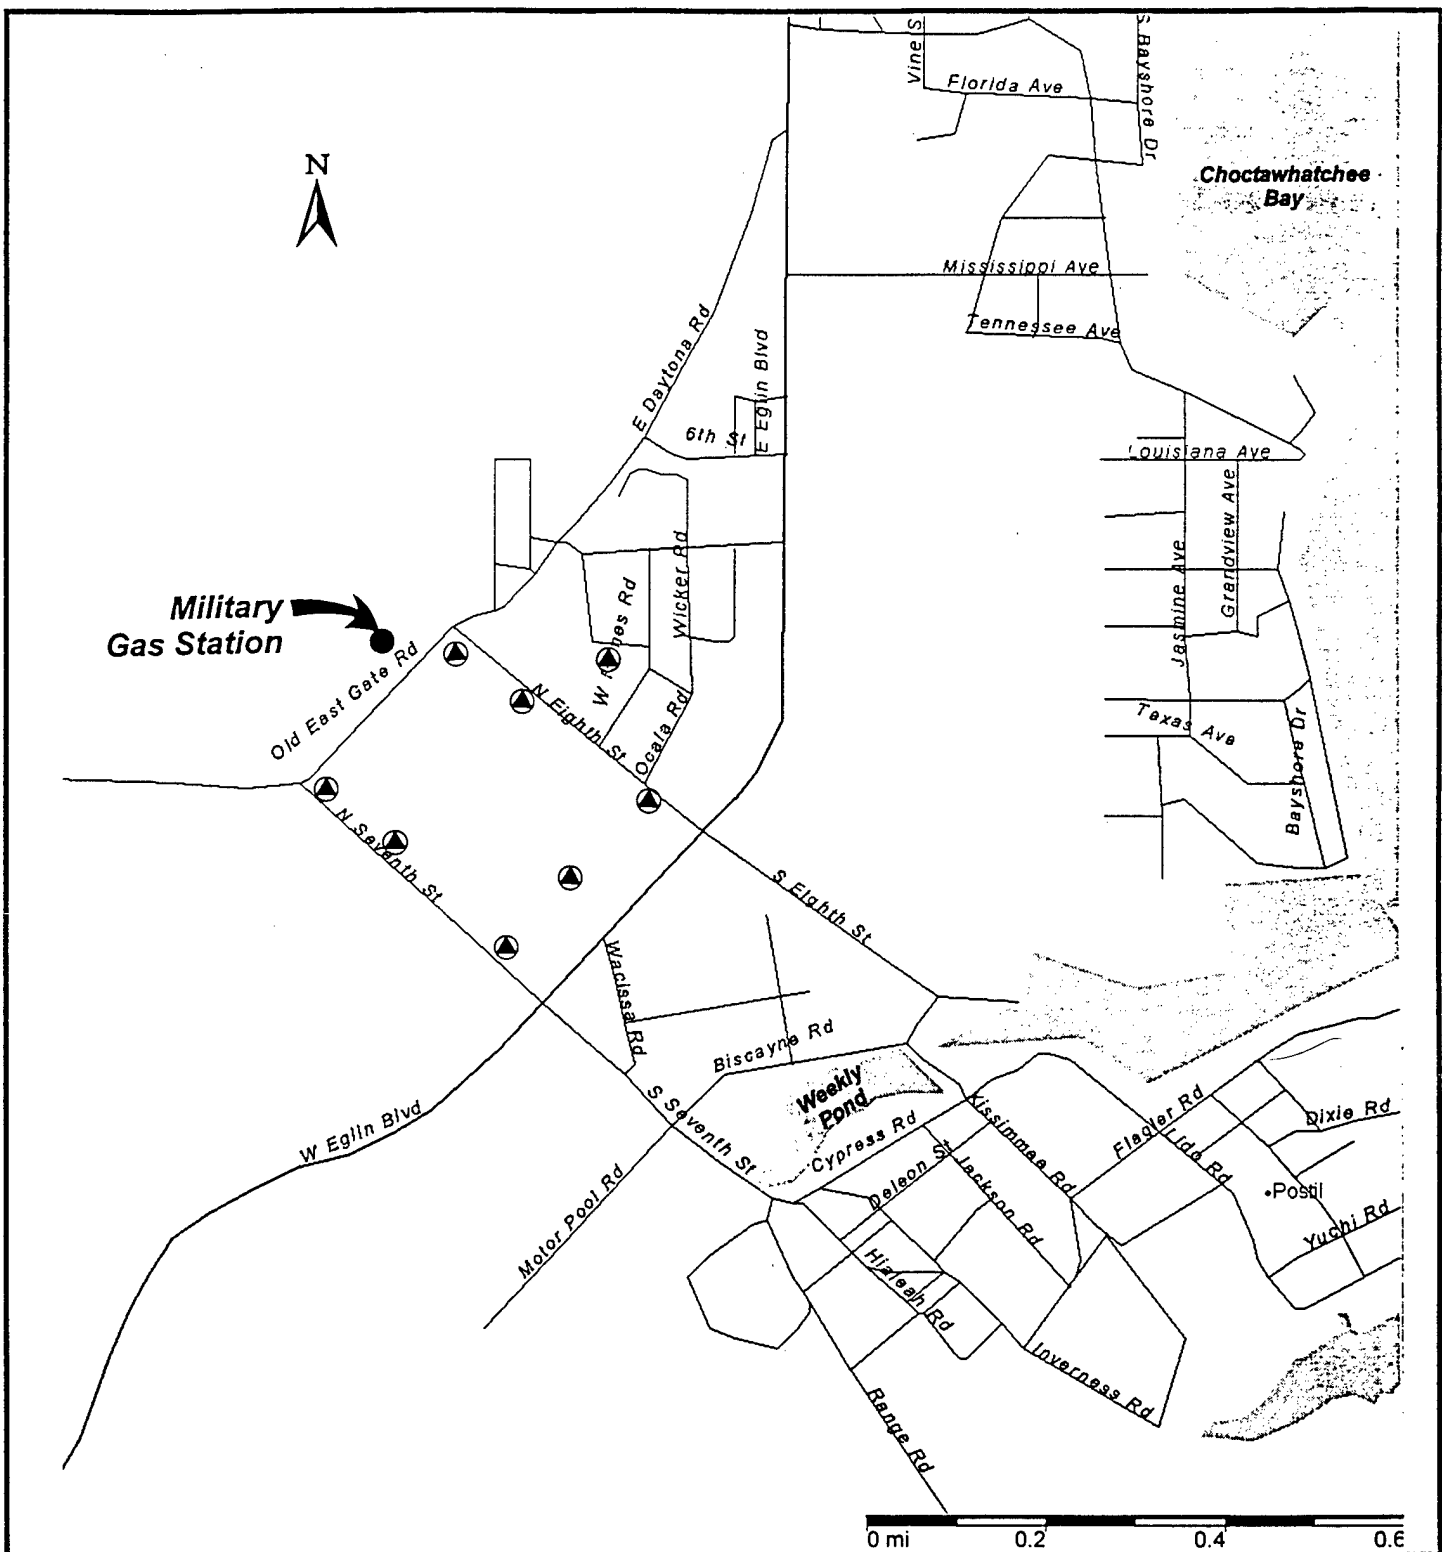 Vine S
S Bayshore Dr
Florida Ave
N
Choctawhatchee
Bay
Mississippi Ave
Tennessee Ave
E Daytona Rd
E Eglin Blvd
6th St
Louisiana Ave
Grandview Ave
Jasmine Ave
Wicker Rd
Military
Gas Station
Old East Gate Rd
N Eighth St
Ocala Rd
Texas Ave
Bayshore Dr
N Seventh St
S Eighth St
Wacissa Rd
Biscayne Rd
Weekly
Pond
S Seventh St
W Eglin Blvd
Cypress Rd
Kissimmee Rd
Flagler Rd
Dixie Rd
Lido Rd
Deleon St
Jackson Rd
Postil
Yuchi Rd
Motor Pool Rd
Hialeah Rd
Inverness Rd
Range Rd
0 mi 0.2 0.4 0.6